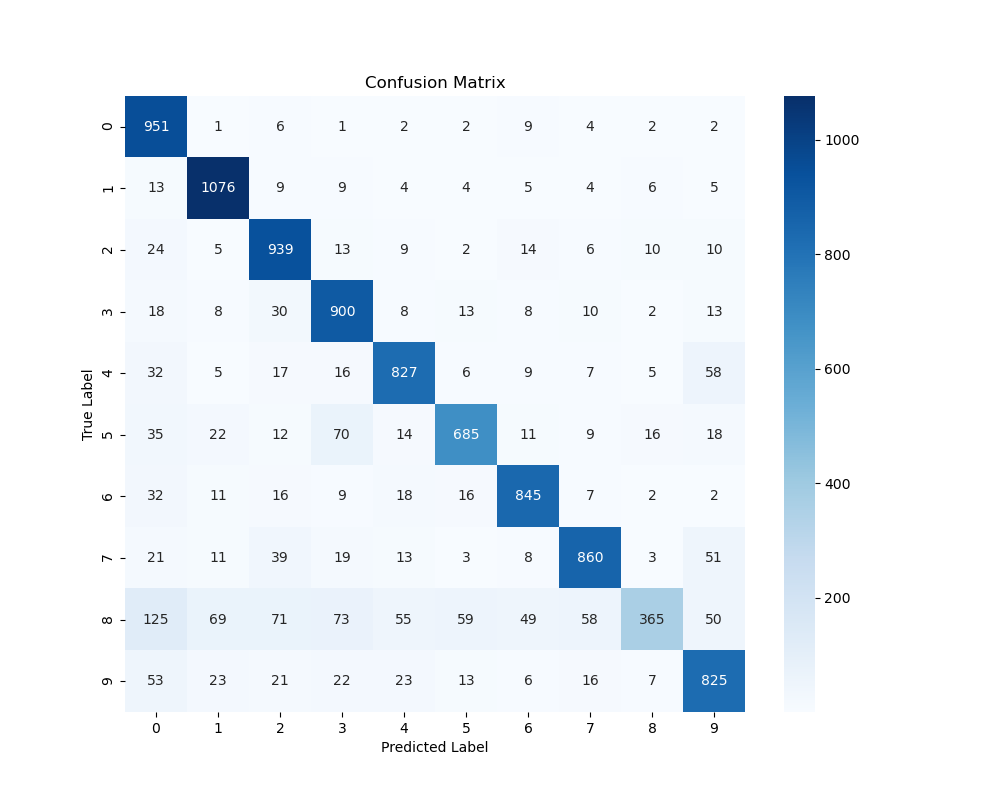 Confusion Matrix
0 951 1 6 1 2 2 9 4 2 2
1 13 1076 9 9 4 4 5 4 6 5
2 24 5 939 13 9 2 14 6 10 10
3 18 8 30 900 8 13 8 10 2 13
4 32 5 17 16 827 6 9 7 5 58
5 35 22 12 70 14 685 11 9 16 18
6 32 11 16 9 18 16 845 7 2 2
7 21 11 39 19 13 3 8 860 3 51
8 125 69 71 73 55 59 49 58 365 50
9 53 23 21 22 23 13 6 16 7 825
0 1 2 3 4 5 6 7 8 9
Predicted Label
True Label
1000
800
600
400
200